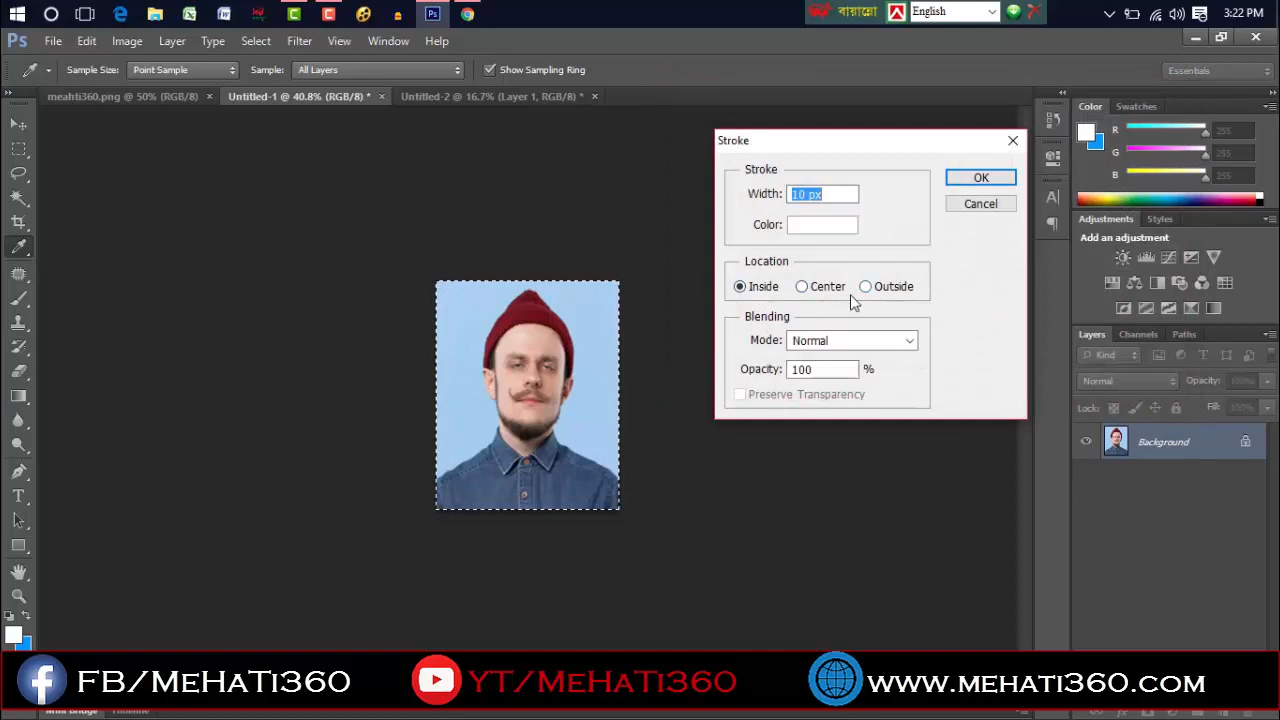 বায়ান্নো English 3:22 PM
Ps File Edit Image Layer Type Select Filter View Window Help
Sample Size: Point Sample Sample: All Layers Show Sampling Ring Essentials
meahti360.png @ 50% (RGB/8) × Untitled-1 @ 40.8% (RGB/8) * × Untitled-2 @ 16.7% (Layer 1, RGB/8) * ×
Color Swatches
R 255
G 255
B 255
Adjustments Styles
Add an adjustment
Layers Channels Paths
Kind
Normal Opacity: 100%
Lock: Fill: 100%
Background
Stroke
Stroke
Width: 10 px
Color:
OK
Cancel
Location
Inside Center Outside
Blending
Mode: Normal
Opacity: 100 %
Preserve Transparency
FB/MeHaTi360 YT/MeHaTi360 www.mehati360.com